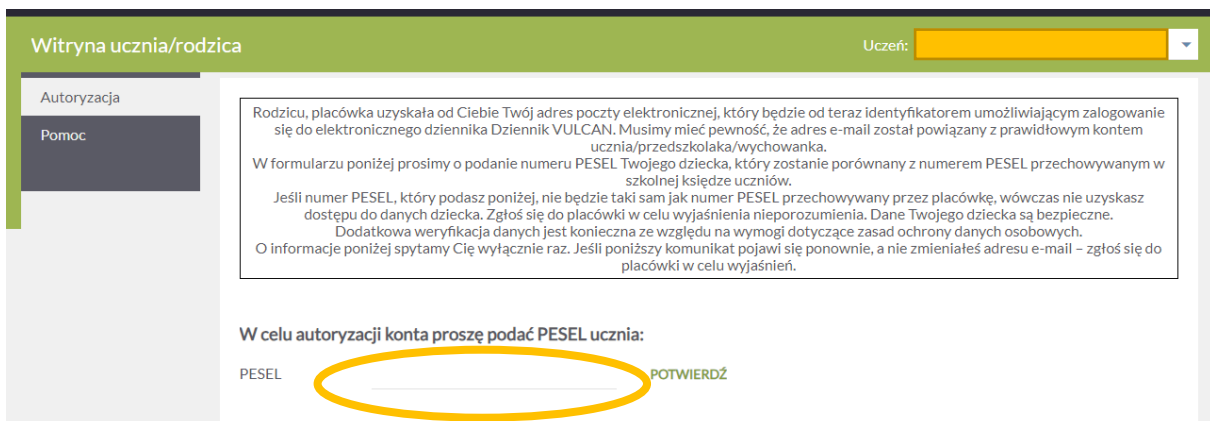 Witryna ucznia/rodzica
Uczeń:
Autoryzacja
Pomoc
Rodzicu, placówka uzyskała od Ciebie Twój adres poczty elektronicznej, który będzie od teraz identyfikatorem umożliwiającym zalogowanie
się do elektronicznego dziennika Dziennik VULCAN. Musimy mieć pewność, że adres e-mail został powiązany z prawidłowym kontem
ucznia/przedszkolaka/wychowanka.
W formularzu poniżej prosimy o podanie numeru PESEL Twojego dziecka, który zostanie porównany z numerem PESEL przechowywanym w
szkolnej księdze uczniów.
Jeśli numer PESEL, który podasz poniżej, nie będzie taki sam jak numer PESEL przechowywany przez placówkę, wówczas nie uzyskasz
dostępu do danych dziecka. Zgłoś się do placówki w celu wyjaśnienia nieporozumienia. Dane Twojego dziecka są bezpieczne.
Dodatkowa weryfikacja danych jest konieczna ze względu na wymogi dotyczące zasad ochrony danych osobowych.
O informacje poniżej spytamy Cię wyłącznie raz. Jeśli poniższy komunikat pojawi się ponownie, a nie zmieniałeś adresu e-mail – zgłoś się do
placówki w celu wyjaśnień.
W celu autoryzacji konta proszę podać PESEL ucznia:
PESEL
POTWIERDŹ